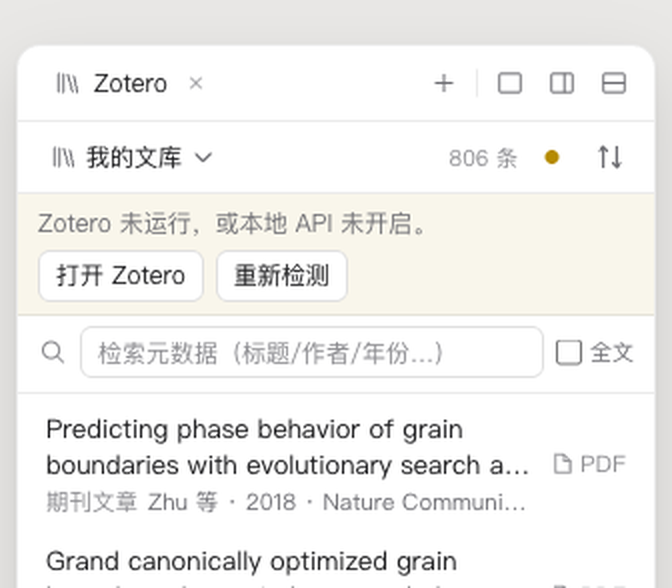 Zotero
我的文库
806 条
Zotero 未运行，或本地 API 未开启。
打开 Zotero
重新检测
检索元数据（标题/作者/年份...）
全文
Predicting phase behavior of grain
boundaries with evolutionary search a...
PDF
期刊文章 Zhu 等 · 2018 · Nature Communi...
Grand canonically optimized grain